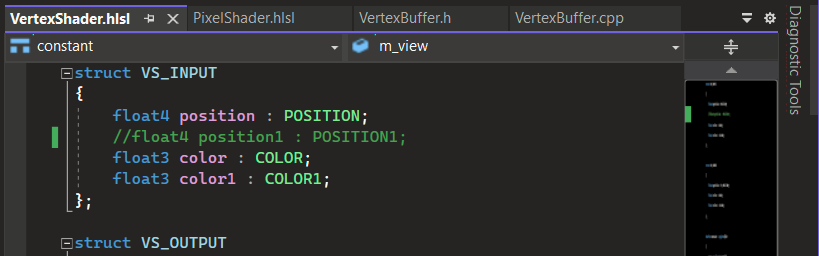 VertexShader.hlsl PixelShader.hlsl VertexBuffer.h VertexBuffer.cpp
constant m_view
struct VS_INPUT
{
float4 position : POSITION;
//float4 position1 : POSITION1;
float3 color : COLOR;
float3 color1 : COLOR1;
};
struct VS_OUTPUT
Diagnostic Tools